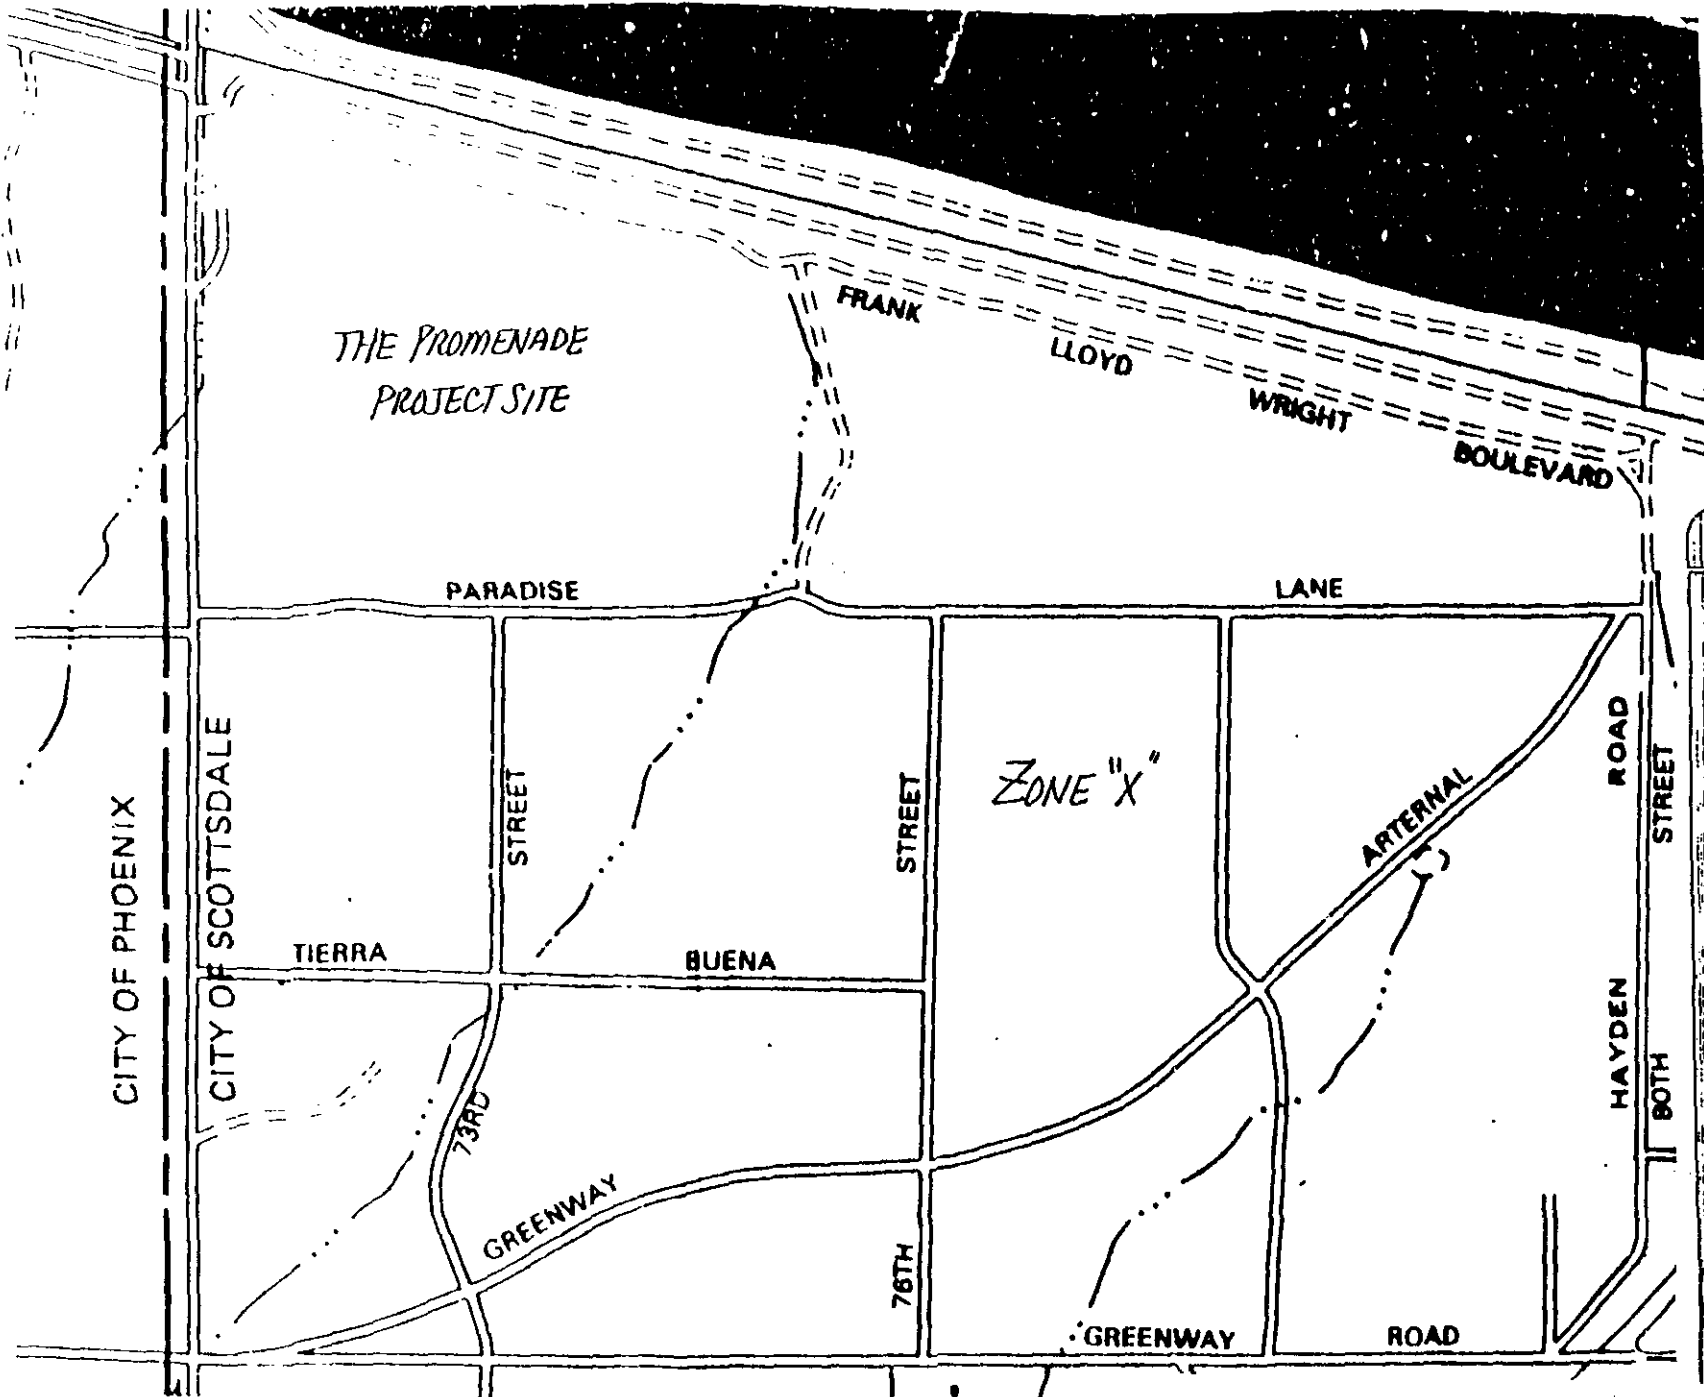 FRANK
LLOYD
WRIGHT
BOULEVARD
THE PROMENADE
PROJECT SITE
PARADISE
LANE
CITY OF PHOENIX
CITY OF SCOTTSDALE
STREET
STREET
ZONE "X"
ARTERNAL
ROAD
STREET
TIERRA
BUENA
HAYDEN
80TH
73RD
GREENWAY
76TH
GREENWAY
ROAD